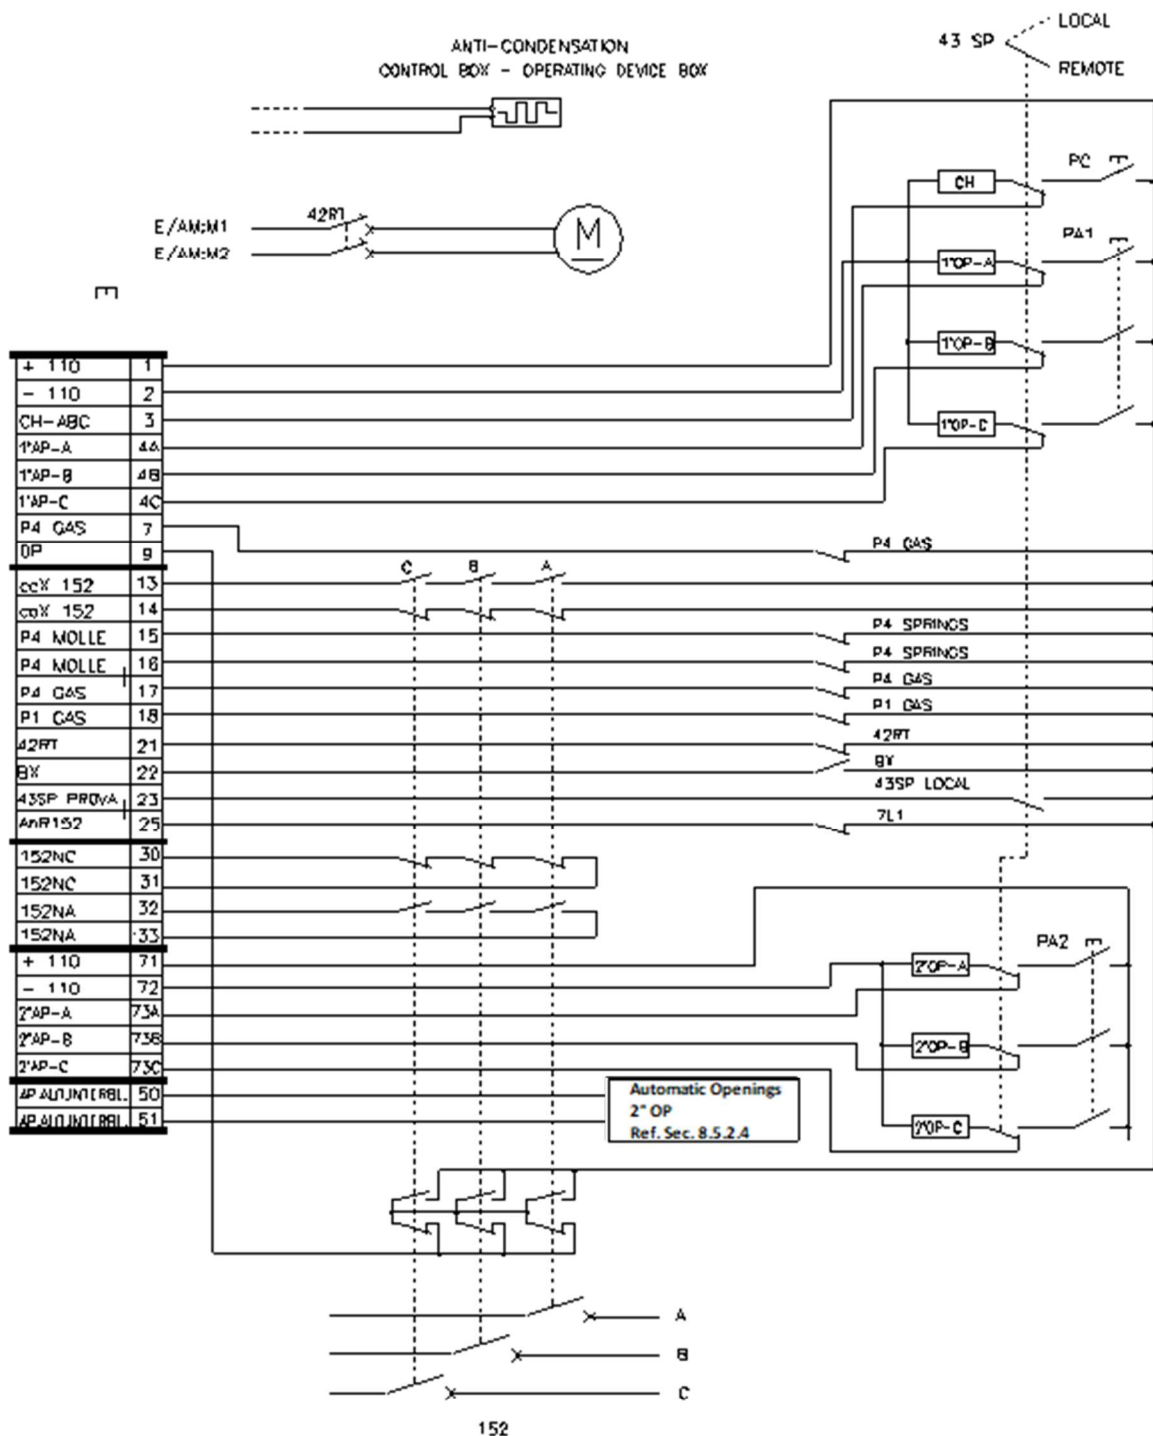 LOCAL
43 SP
REMOTE
ANTI-CONDENSATION
CONTROL BOX - OPERATING DEVICE BOX
PC
CH
E/AM:M1
42RT
E/AM:M2
M
PA1
1°OP-A
1°OP-B
1°OP-C
+ 110 1
- 110 2
CH-ABC 3
1°AP-A 4A
1°AP-B 4B
1°AP-C 4C
P4 GAS 7
P4 GAS
OP 9
C B A
ccX 152 13
coX 152 14
P4 MOLLE 15
P4 SPRINGS
P4 MOLLE 16
P4 SPRINGS
P4 GAS 17
P4 GAS
P1 GAS 18
P1 GAS
42RT 21
42RT
8X 22
8Y
43SP PROVA 23
43SP LOCAL
AnR152 25
7L1
152NC 30
152NC 31
152NA 32
152NA 33
+ 110 71
- 110 72
2°AP-A 73A
2°AP-B 73B
2°AP-C 73C
50
51
PA2
2°OP-A
2°OP-B
2°OP-C
Automatic Openings
2° OP
Ref. Sec. 8.5.2.4
A
B
C
152